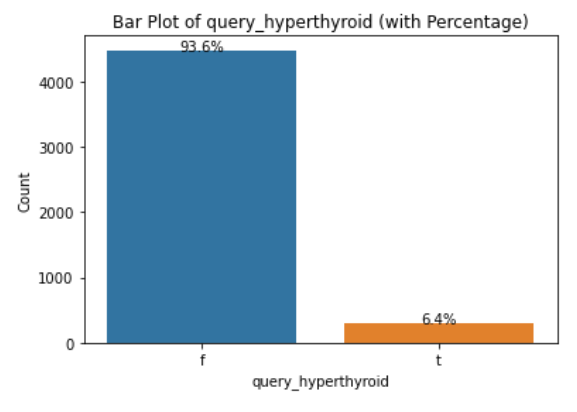 Bar Plot of query_hyperthyroid (with Percentage)
93.6%
4000
3000
Count
2000
1000
6.4%
0
f
t
query_hyperthyroid